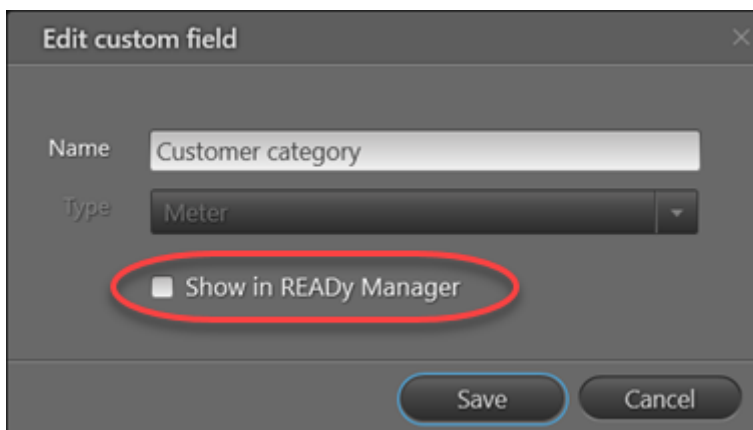 Edit custom field
Name Customer category
Type Meter
Show in READy Manager
Save Cancel